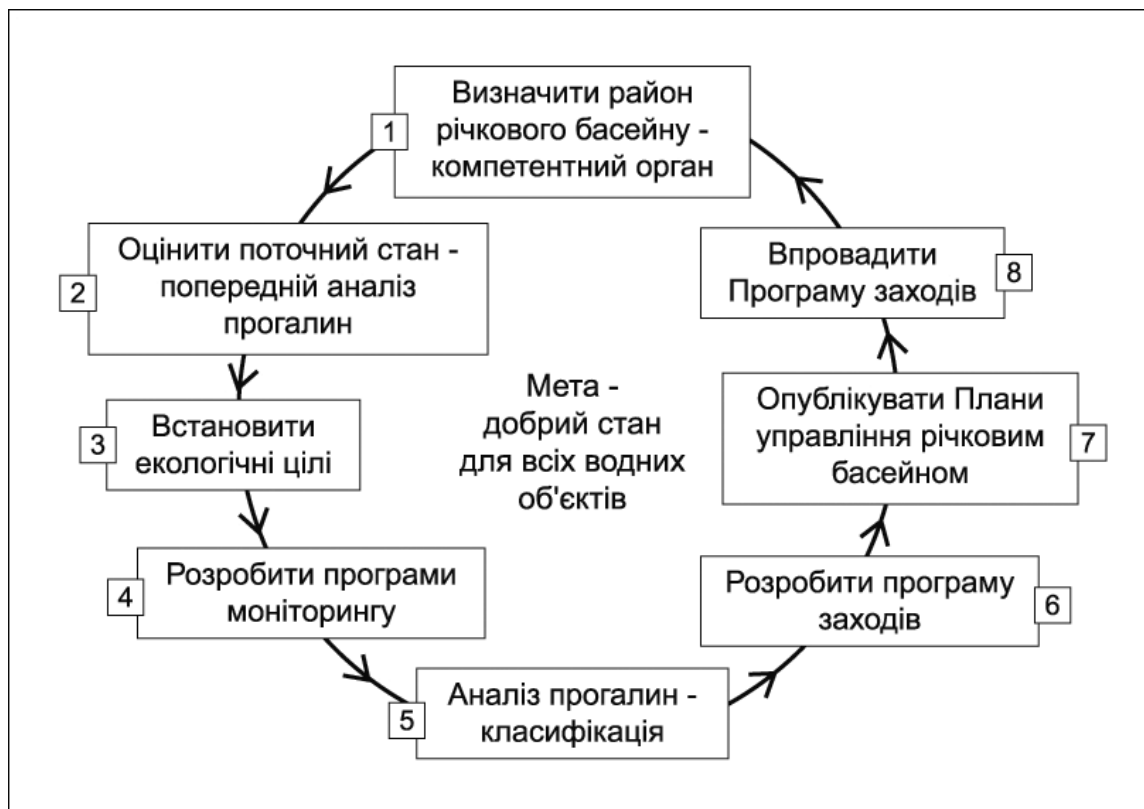 1
Визначити район
річкового басейну -
компетентний орган
2
Оцінити поточний стан -
попередній аналіз
прогалин
3
Встановити
екологічні цілі
4
Розробити програми
моніторингу
5
Аналіз прогалин -
класифікація
6
Розробити програму
заходів
7
Опублікувати Плани
управління річковим
басейном
8
Впровадити
Програму заходів
Мета -
добрий стан
для всіх водних
об'єктів